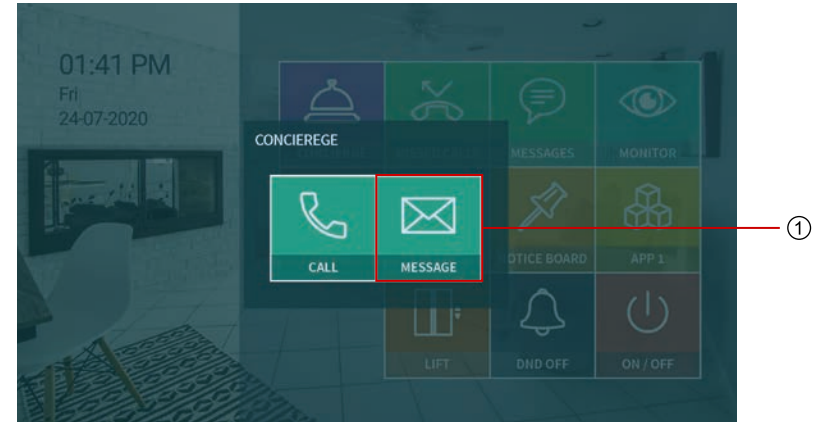 01:41 PM
Fri
24-07-2020
CONCIEREGE
CALL
MESSAGE
MESSAGES
MONITOR
OTICE BOARD
APP 1
LIFT
DND OFF
ON / OFF
①